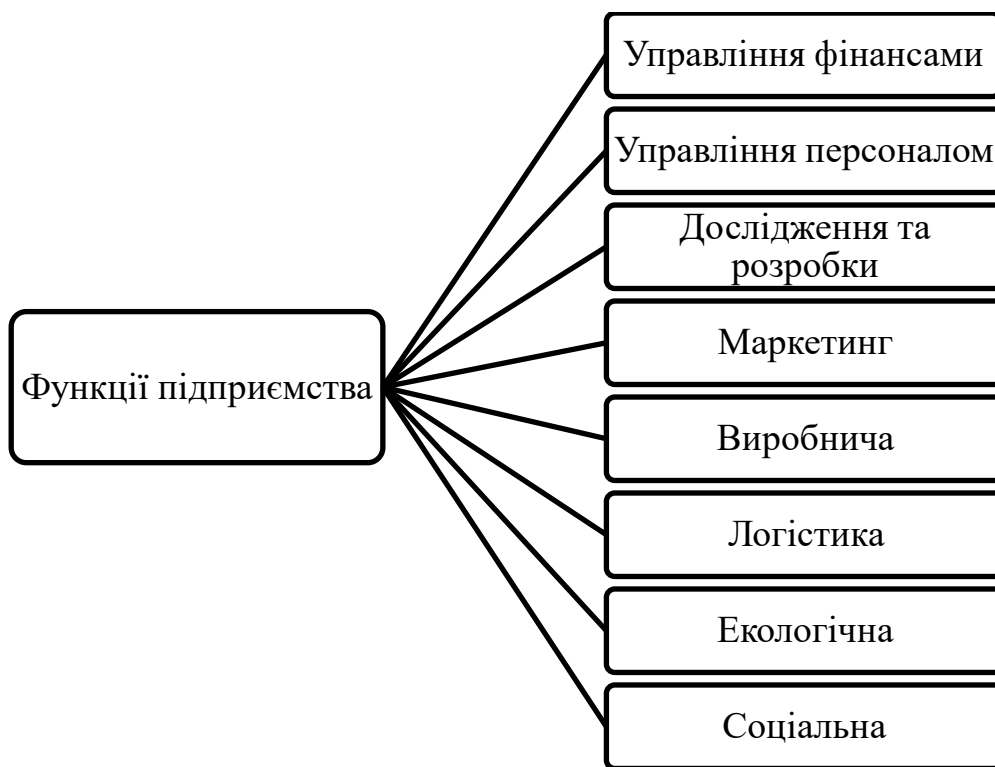 Управління фінансами
Управління персоналом
Дослідження та
розробки
Маркетинг
Функції підприємства
Виробнича
Логістика
Екологічна
Соціальна